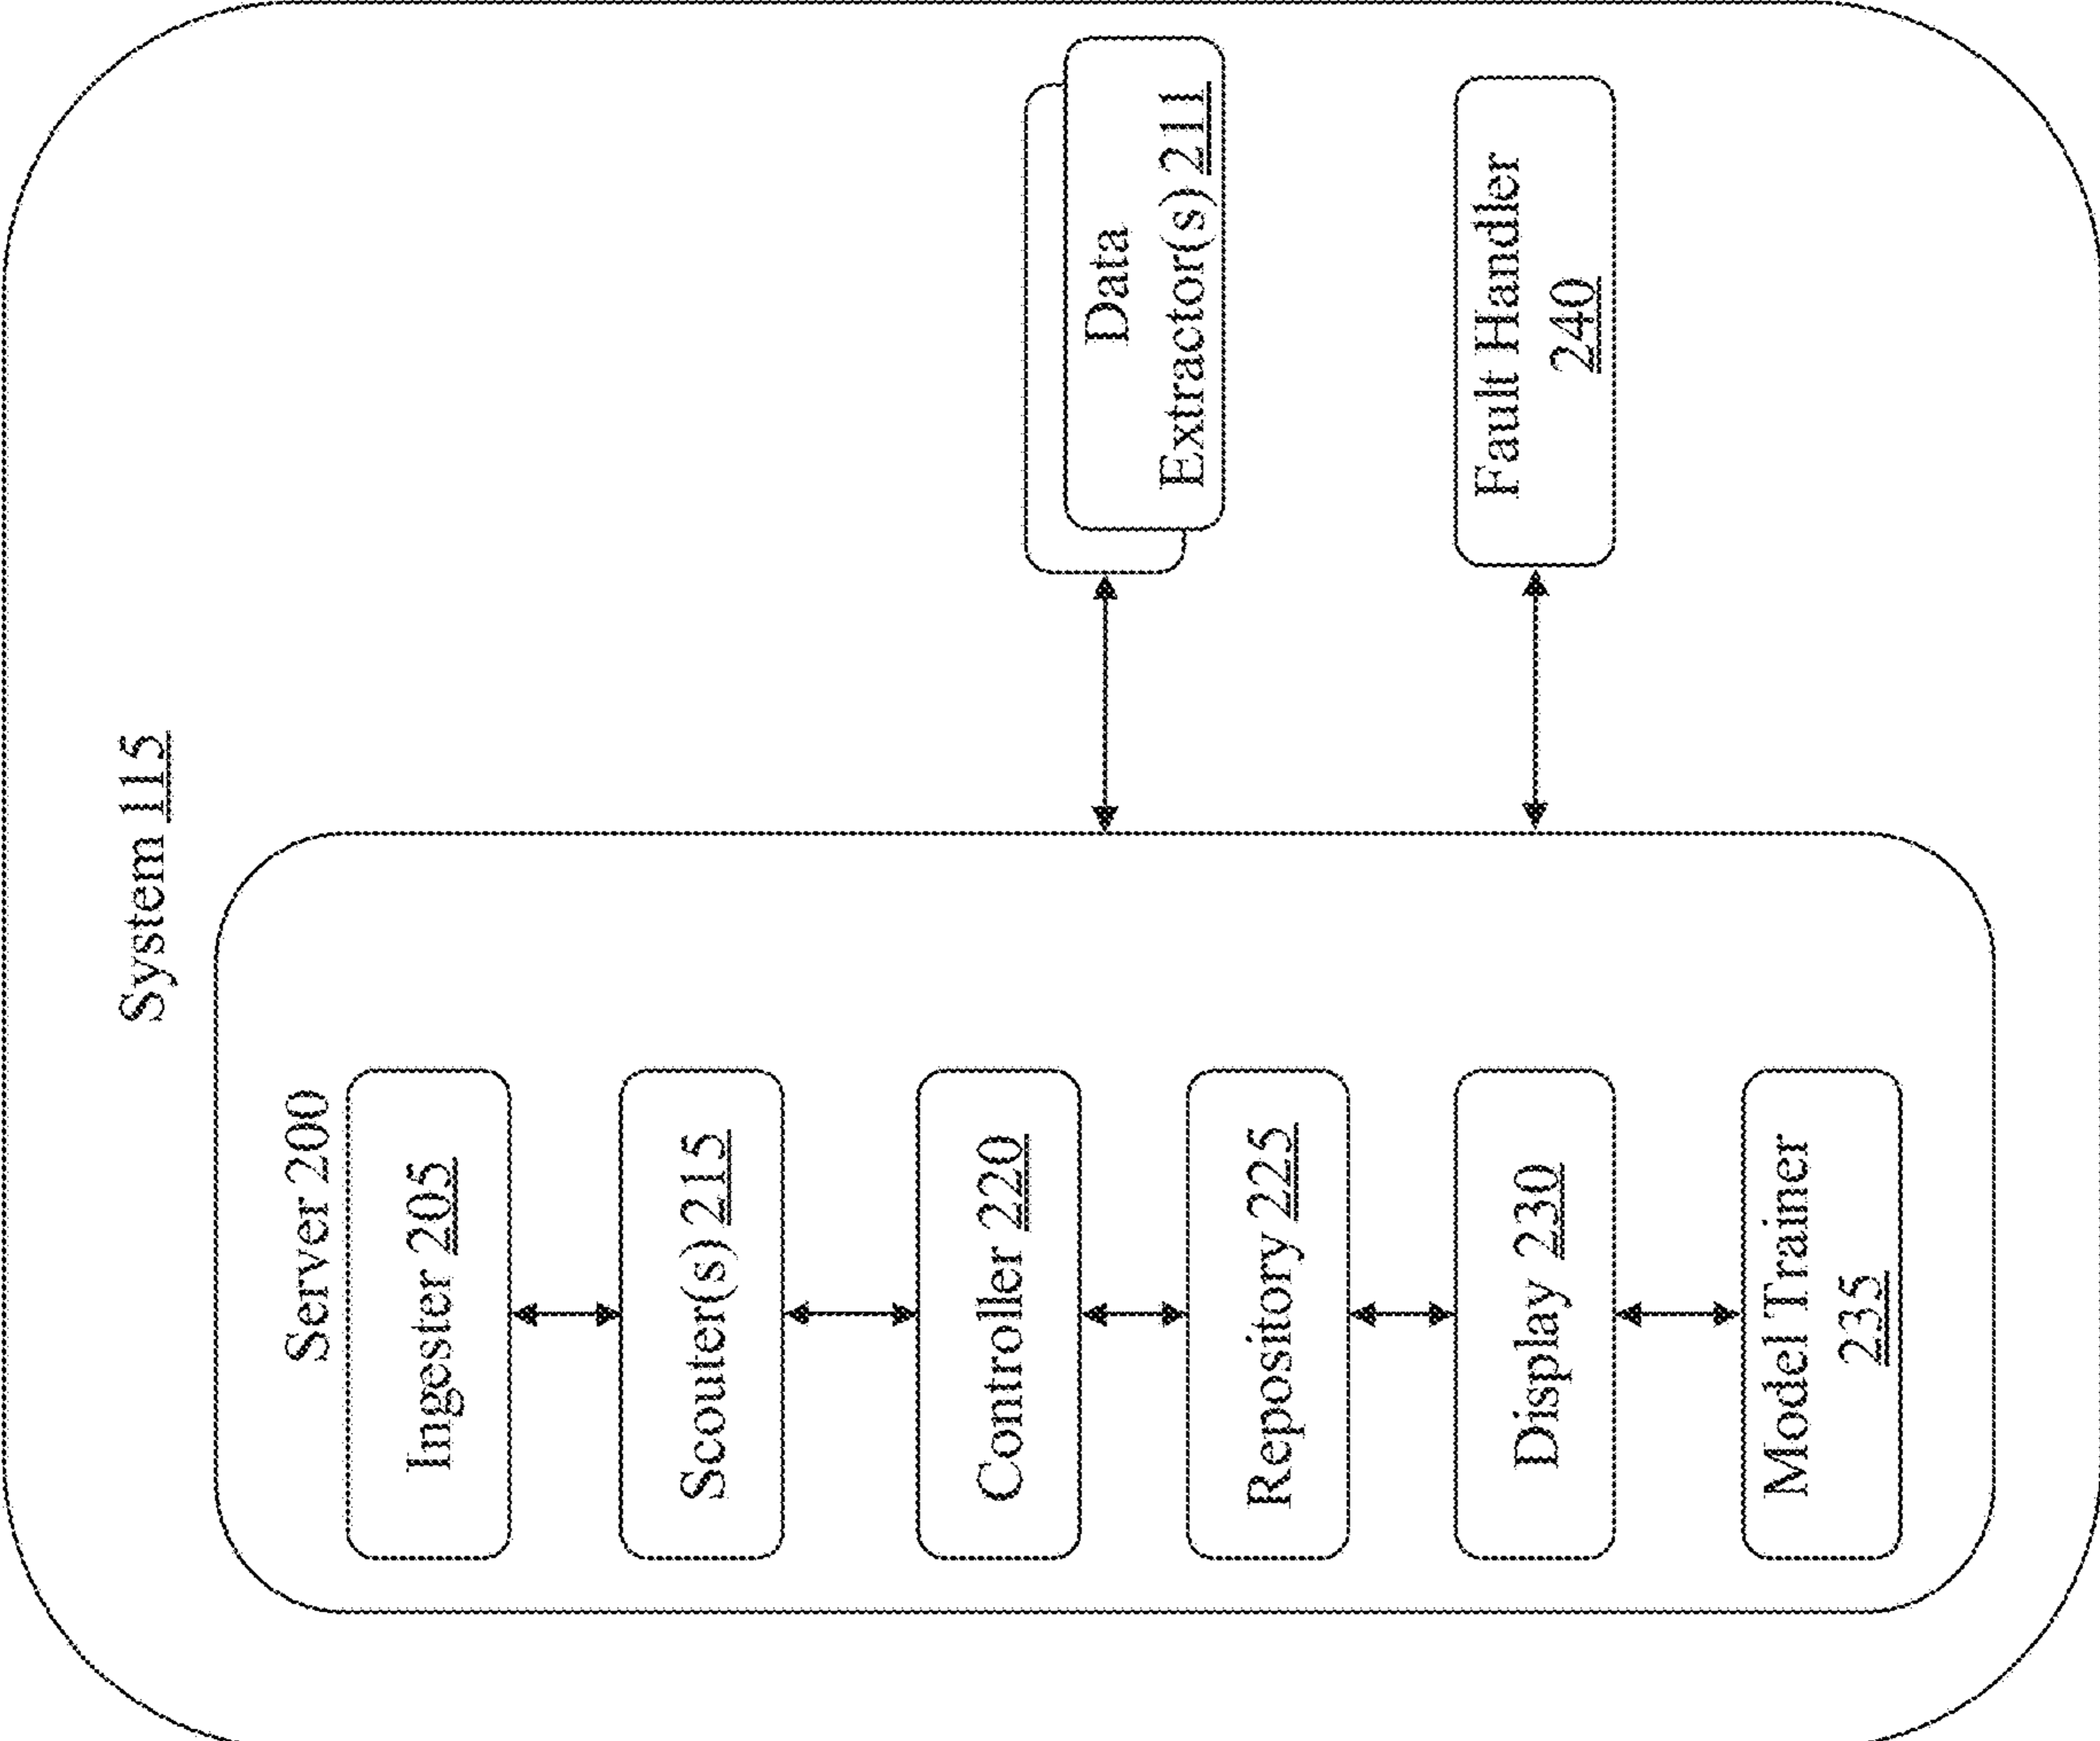 System 115
Server 200
Ingester 205
Scouter(s) 215
Controller 220
Repository 225
Display 230
Model Trainer
235
Data
Extractor(s) 211
Fault Handler
240